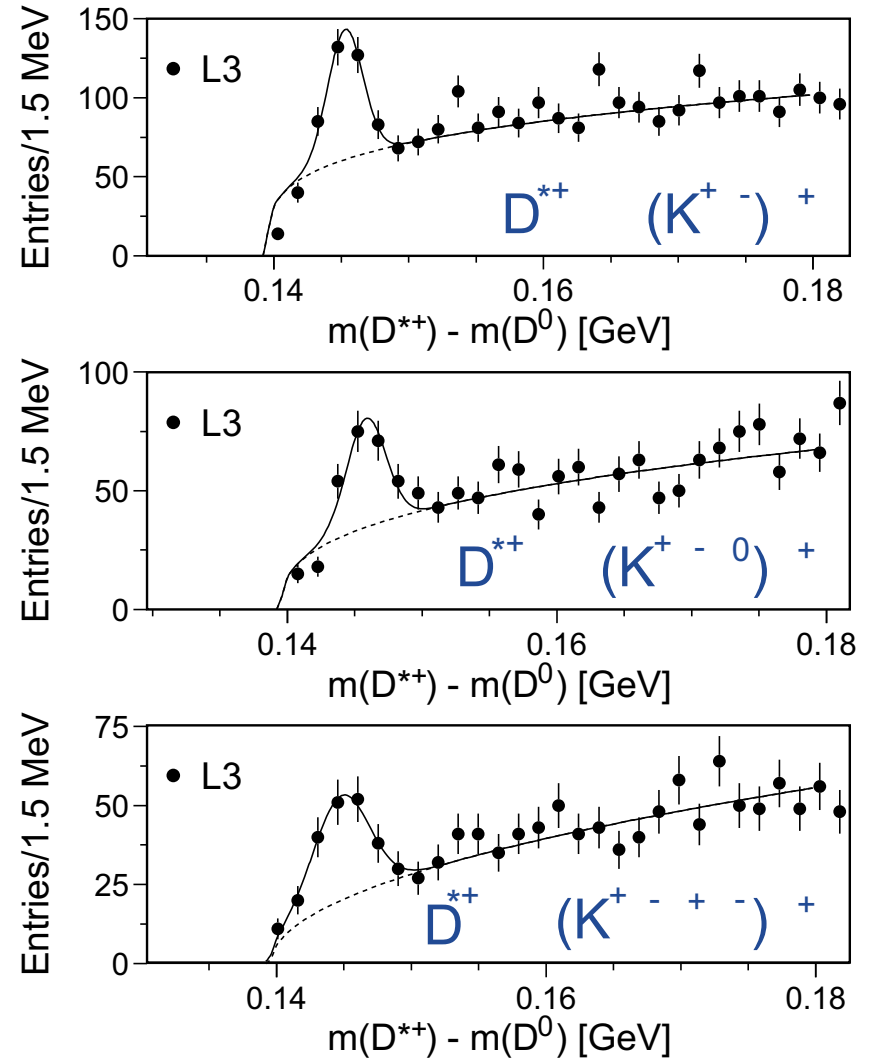 Entries/1.5 MeV
150
100
50
0
L3
D*+ (K+ -) +
0.14 0.16 0.18
m(D*+) - m(D0) [GeV]
Entries/1.5 MeV
100
50
0
L3
D*+ (K+ - 0) +
0.14 0.16 0.18
m(D*+) - m(D0) [GeV]
Entries/1.5 MeV
75
50
25
0
L3
D*+ (K+ - + -) +
0.14 0.16 0.18
m(D*+) - m(D0) [GeV]